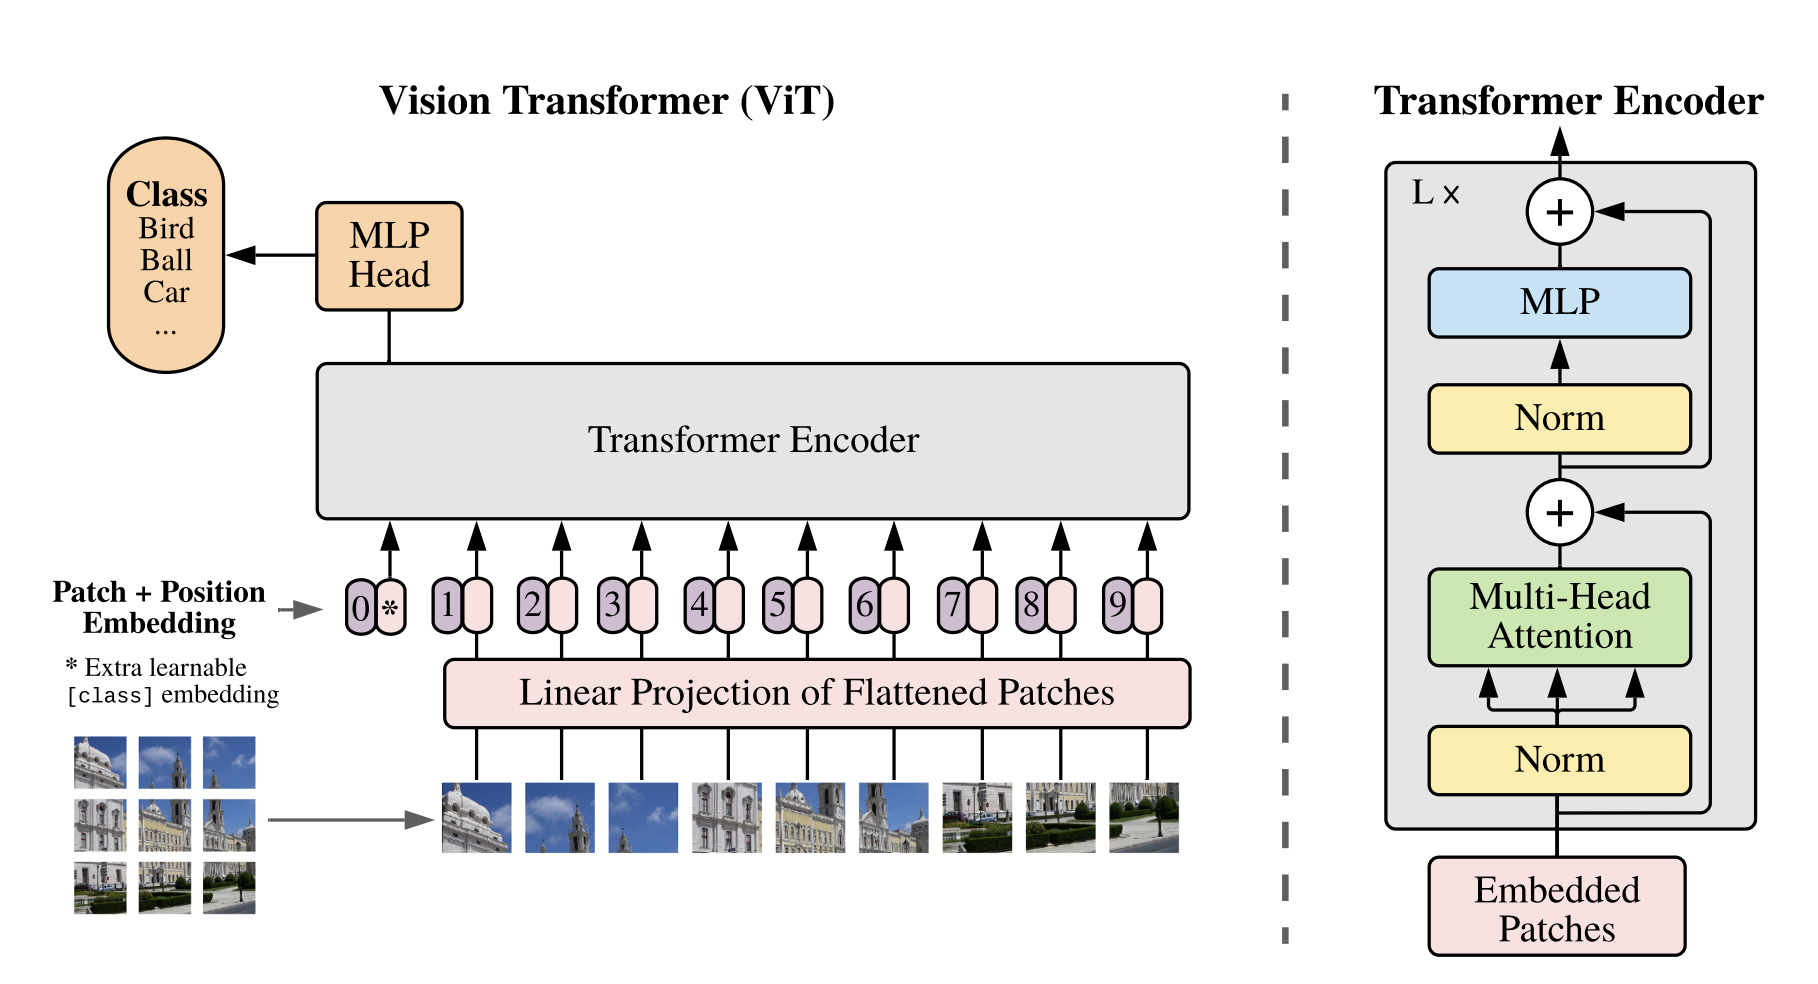 Vision Transformer (ViT)
Class
Bird
Ball
Car
...
MLP
Head
Transformer Encoder
Patch + Position
Embedding
0 * 1 2 3 4 5 6 7 8 9
* Extra learnable
[class] embedding
Linear Projection of Flattened Patches
Transformer Encoder
L ×
+
MLP
Norm
+
Multi-Head
Attention
Norm
Embedded
Patches